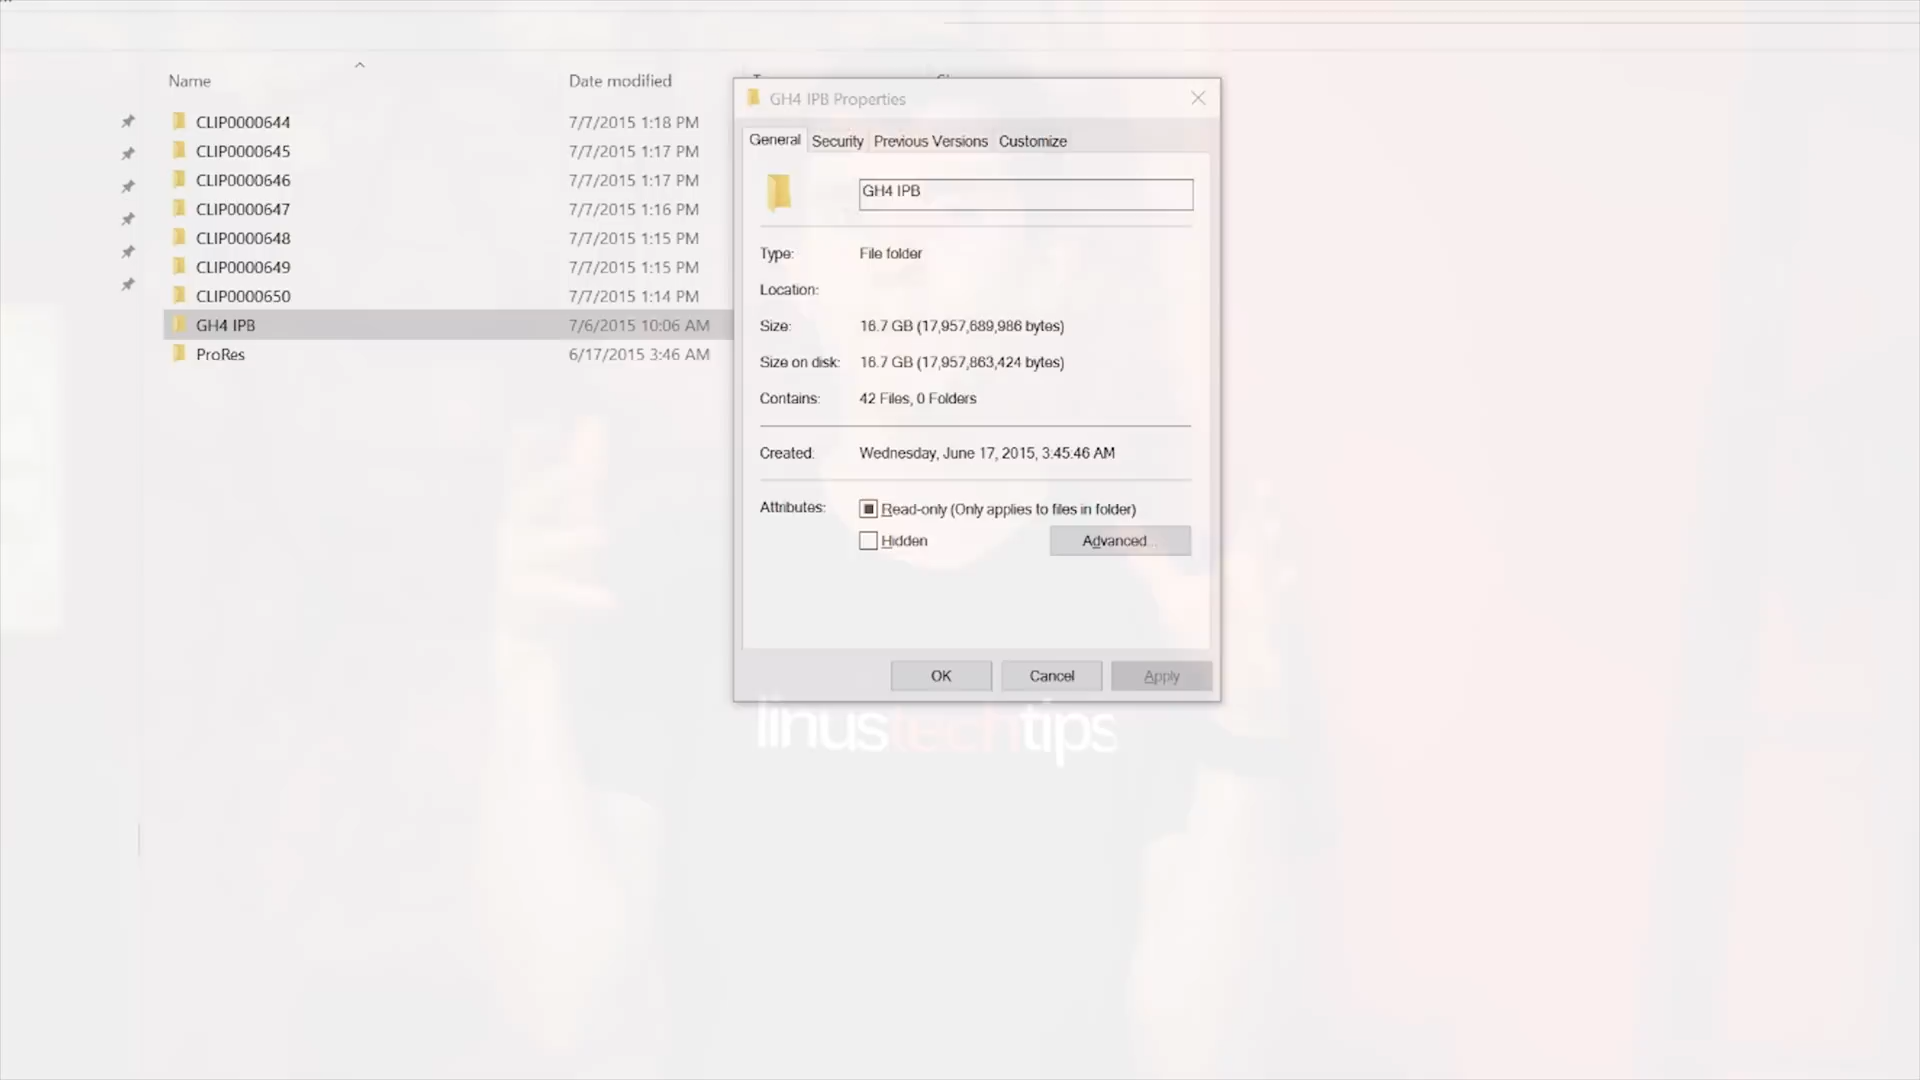 Name Date modified
CLIP0000644 7/7/2015 1:18 PM
CLIP0000645 7/7/2015 1:17 PM
CLIP0000646 7/7/2015 1:17 PM
CLIP0000647 7/7/2015 1:16 PM
CLIP0000648 7/7/2015 1:15 PM
CLIP0000649 7/7/2015 1:15 PM
CLIP0000650 7/7/2015 1:14 PM
GH4 IPB 7/6/2015 10:06 AM
ProRes 6/17/2015 3:46 AM
GH4 IPB Properties
General Security Previous Versions Customize
GH4 IPB
Type: File folder
Location:
Size: 16.7 GB (17,957,689,986 bytes)
Size on disk: 16.7 GB (17,957,863,424 bytes)
Contains: 42 Files, 0 Folders
Created: Wednesday, June 17, 2015, 3:45:46 AM
Attributes: Read-only (Only applies to files in folder)
Hidden Advanced...
OK Cancel Apply
linustechtips